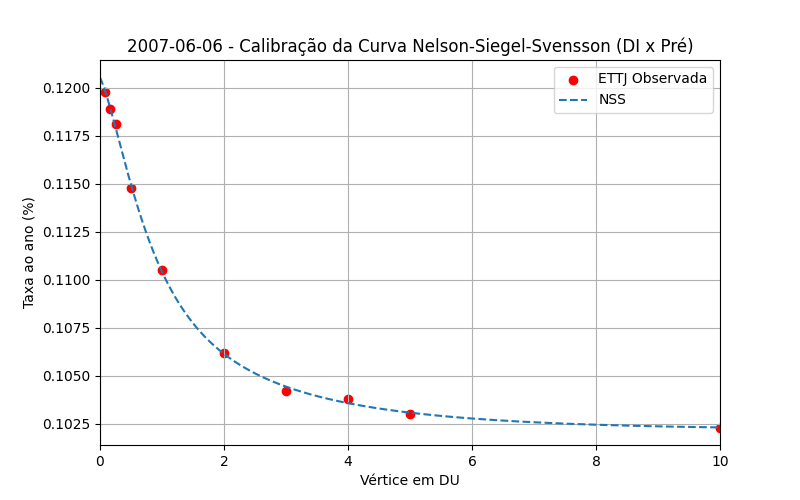 2007-06-06 - Calibração da Curva Nelson-Siegel-Svensson (DI x Pré)
ETTJ Observada
NSS
0.1200
0.1175
0.1150
0.1125
0.1100
0.1075
0.1050
0.1025
Taxa ao ano (%)
0 2 4 6 8 10
Vértice em DU